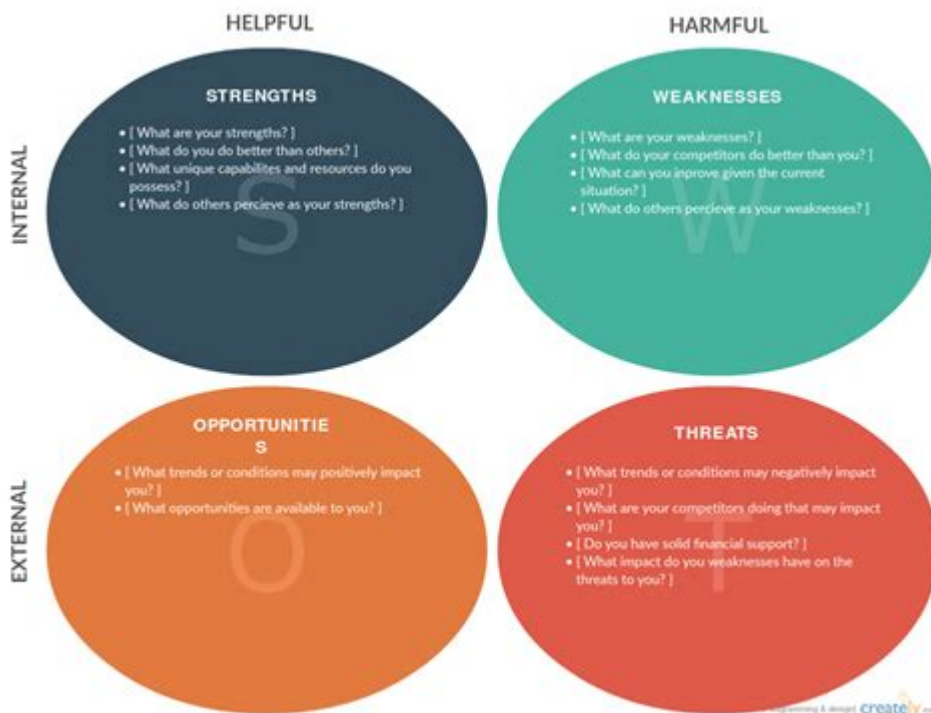 HELPFUL
HARMFUL
INTERNAL
STRENGTHS
• [ What are your strengths? ]
• [ What do you do better than others? ]
• [ What unique capabilites and resources do you
possess? ]
• [ What do others percieve as your strengths? ]
S
WEAKNESSES
• [ What are your weaknesses? ]
• [ What do your competitors do better than you? ]
• [ What can you inprove given the current
situation? ]
• [ What do others percieve as your weaknesses? ]
W
EXTERNAL
OPPORTUNITIE
S
• [ What trends or conditions may positively impact
you? ]
• [ What opportunities are available to you? ]
O
THREATS
• [ What trends or conditions may negatively impact
you? ]
• [ What are your competitors doing that may impact
you? ]
• [ Do you have solid financial support? ]
• [ What impact do you weaknesses have on the
threats to you? ]
T
& design] creately